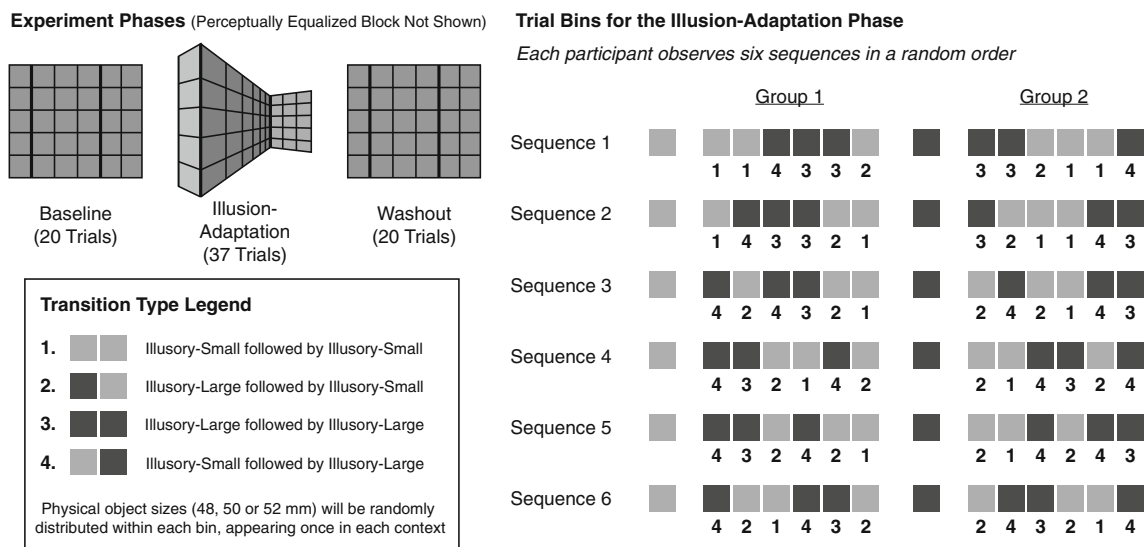 Experiment Phases (Perceptually Equalized Block Not Shown)
Baseline
(20 Trials)
Illusion-
Adaptation
(37 Trials)
Washout
(20 Trials)
Transition Type Legend
1. Illusory-Small followed by Illusory-Small
2. Illusory-Large followed by Illusory-Small
3. Illusory-Large followed by Illusory-Large
4. Illusory-Small followed by Illusory-Large
Physical object sizes (48, 50 or 52 mm) will be randomly
distributed within each bin, appearing once in each context
Trial Bins for the Illusion-Adaptation Phase
Each participant observes six sequences in a random order
Group 1 Group 2
Sequence 1
1 1 4 3 3 2 3 3 2 1 1 4
Sequence 2
1 4 3 3 2 1 3 2 1 1 4 3
Sequence 3
4 2 4 3 2 1 2 4 2 1 4 3
Sequence 4
4 3 2 1 4 2 2 1 4 3 2 4
Sequence 5
4 3 2 4 2 1 2 1 4 2 4 3
Sequence 6
4 2 1 4 3 2 2 4 3 2 1 4